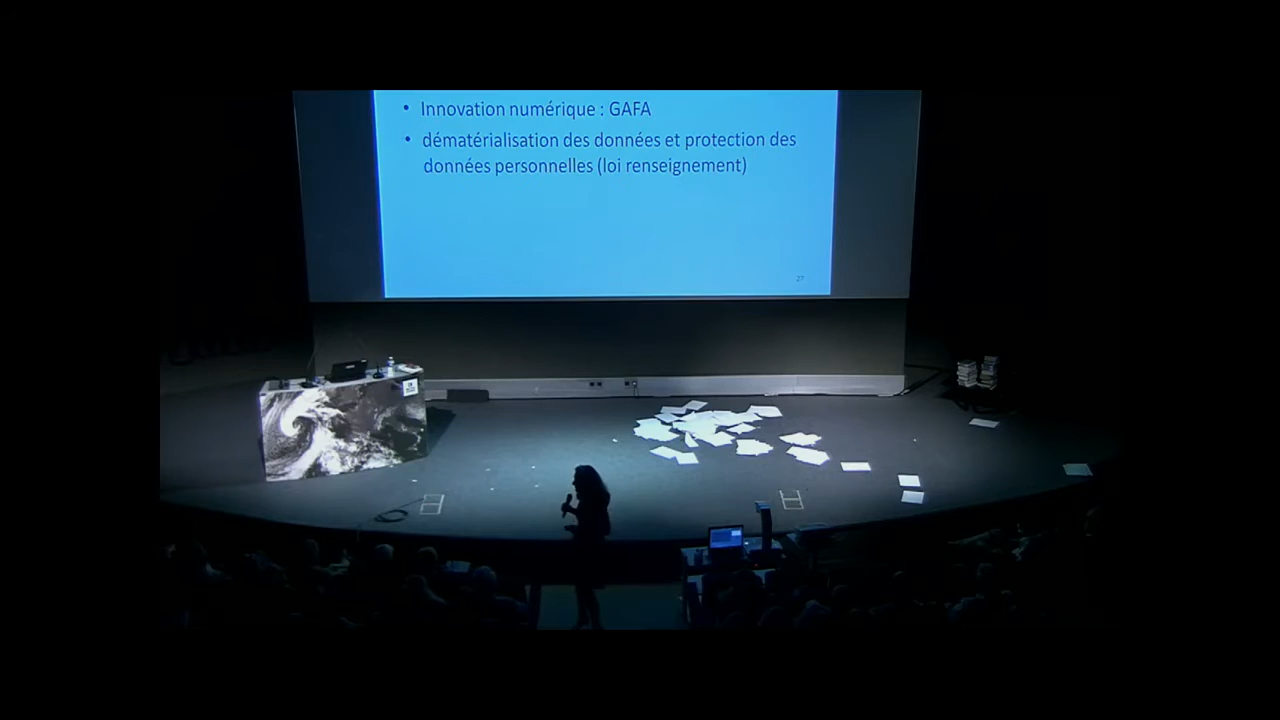 • Innovation numérique : GAFA
• dématérialisation des données et protection des
données personnelles (loi renseignement)
27